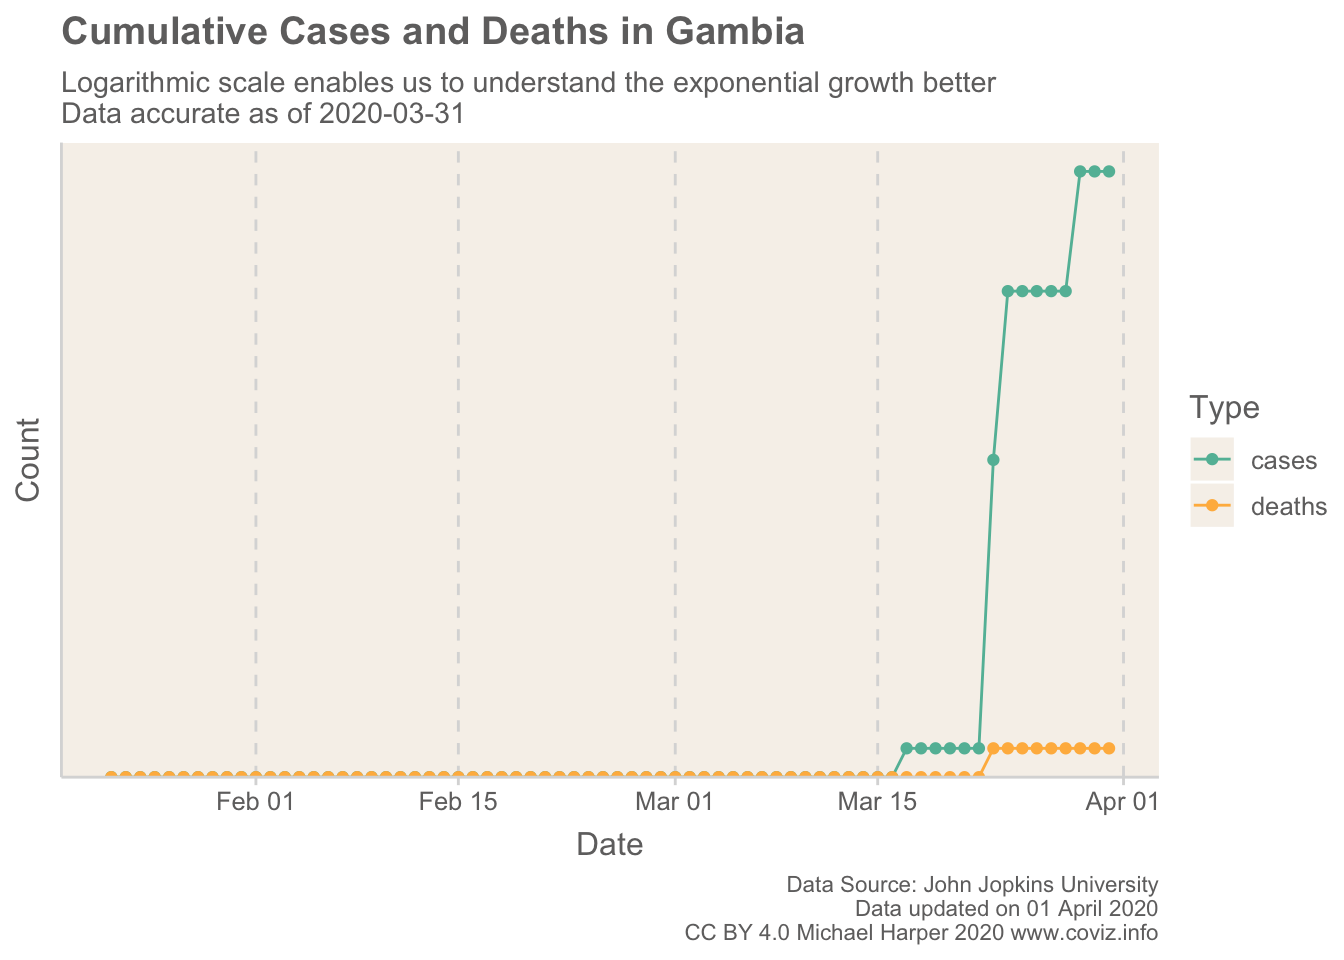 Cumulative Cases and Deaths in Gambia
Logarithmic scale enables us to understand the exponential growth better
Data accurate as of 2020-03-31
Count
Type
cases
deaths
Feb 01
Feb 15
Mar 01
Mar 15
Apr 01
Date
Data Source: John Jopkins University
Data updated on 01 April 2020
CC BY 4.0 Michael Harper 2020 www.coviz.info